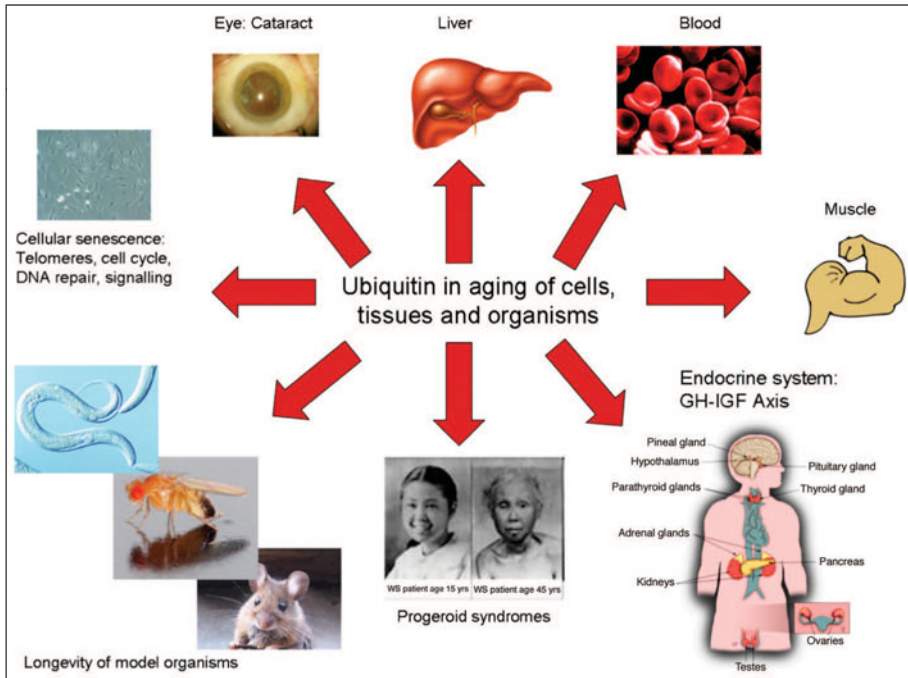 Eye: Cataract
Liver
Blood
Muscle
Cellular senescence:
Telomeres, cell cycle,
DNA repair, signalling
Ubiquitin in aging of cells,
tissues and organisms
Endocrine system:
GH-IGF Axis
Pineal gland
Hypothalamus
Pituitary gland
Parathyroid glands
Thyroid gland
Adrenal glands
Pancreas
Kidneys
Ovaries
Testes
WS patient age 15 yrs
WS patient age 45 yrs
Progeroid syndromes
Longevity of model organisms